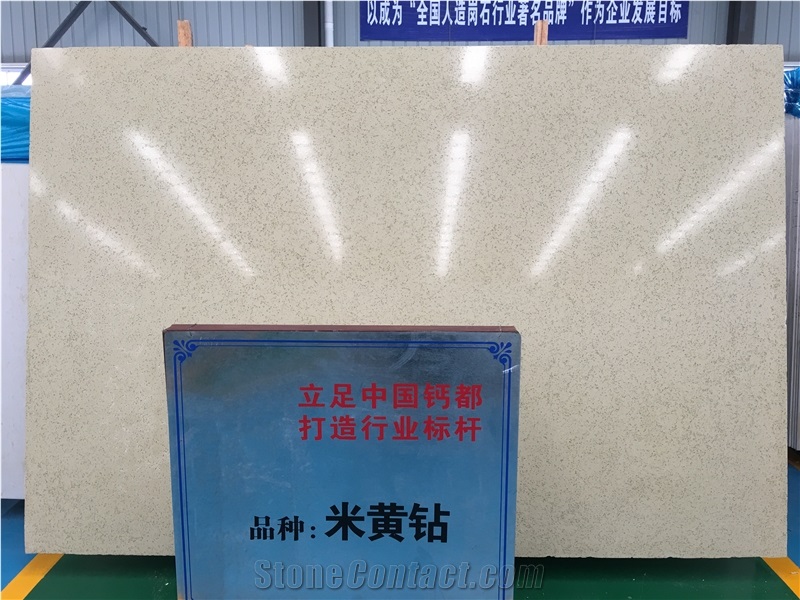 以成为“全国人造岗石行业著名品牌”作为企业发展目标
立足中国钙都
打造行业标杆
品种:米黄钻
StoneContact.com